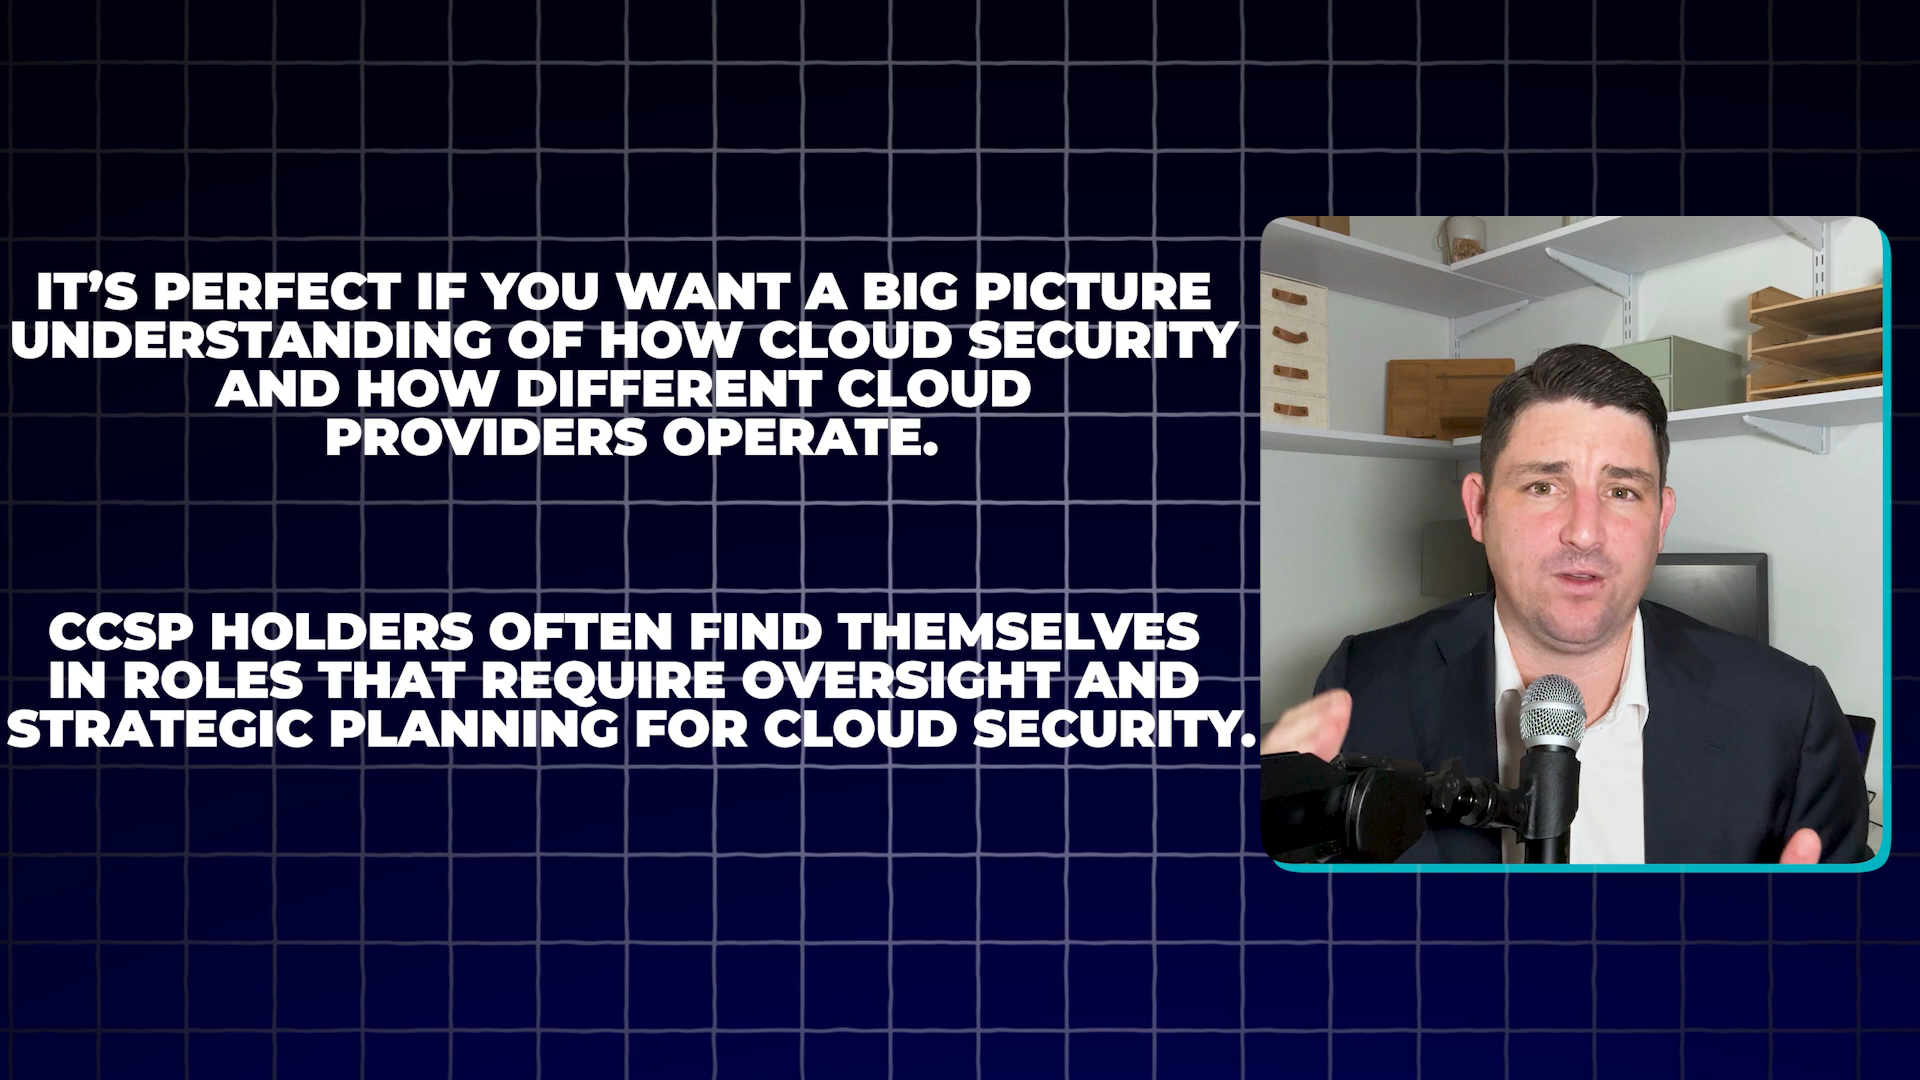 IT’S PERFECT IF YOU WANT A BIG PICTURE
UNDERSTANDING OF HOW CLOUD SECURITY
AND HOW DIFFERENT CLOUD
PROVIDERS OPERATE.
CCSP HOLDERS OFTEN FIND THEMSELVES
IN ROLES THAT REQUIRE OVERSIGHT AND
STRATEGIC PLANNING FOR CLOUD SECURITY.